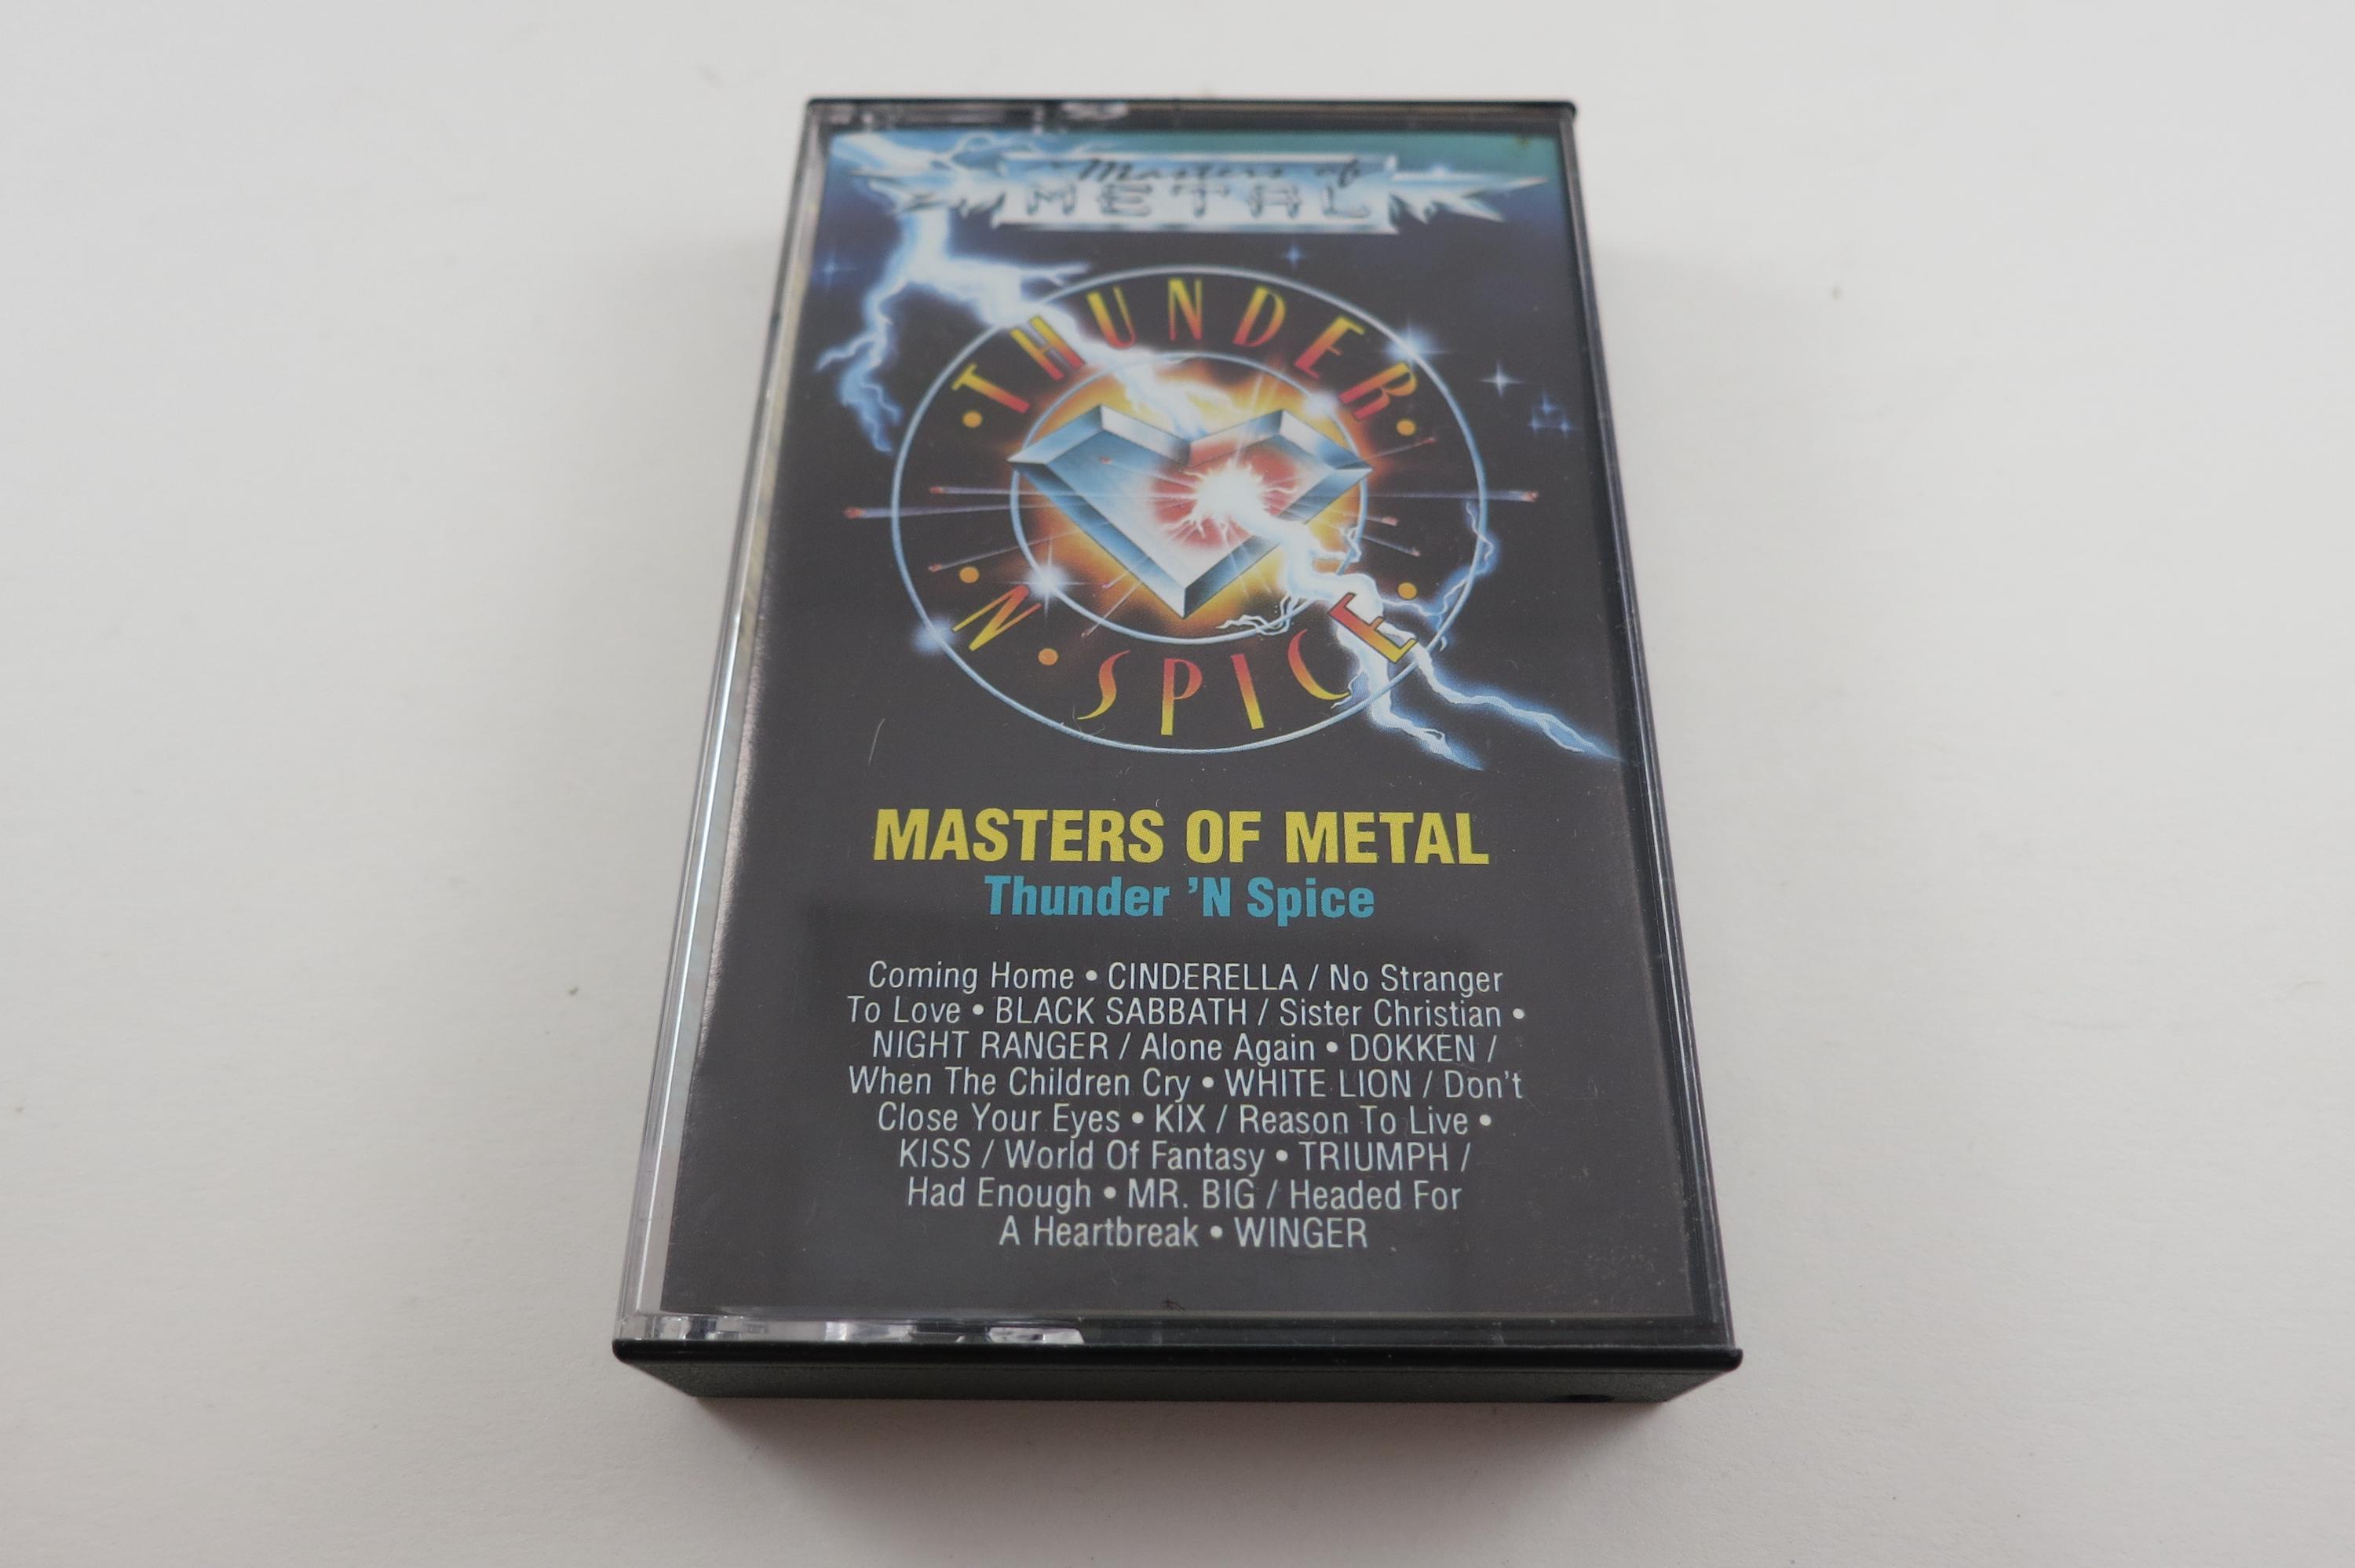 Masters of
METAL
• THUNDER •
• N • SPICE •
MASTERS OF METAL
Thunder 'N Spice
Coming Home • CINDERELLA / No Stranger
To Love • BLACK SABBATH / Sister Christian •
NIGHT RANGER / Alone Again • DOKKEN /
When The Children Cry • WHITE LION / Don't
Close Your Eyes • KIX / Reason To Live •
KISS / World Of Fantasy • TRIUMPH /
Had Enough • MR. BIG / Headed For
A Heartbreak • WINGER